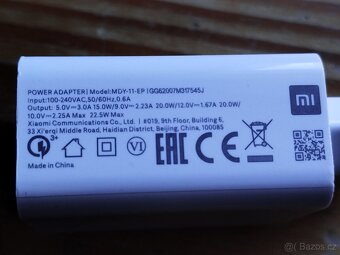 POWER ADAPTER | Model:MDY-11-EP | GG62007M317545J
Input:100-240VAC,50/60Hz, 0.6A
Output: 5.0V⎓3.0A 15.0W/9.0V⎓2.23A 20.0W/12.0V⎓1.67A 20.0W/
10.0V⎓2.25A Max 22.5W Max
Xiaomi Communications Co., Ltd. | #019, 9th Floor, Building 6,
33 Xi'erqi Middle Road, Haidian District, Beijing, China, 100085
mi
3+
VI
EAC
CE
Made in China
Sbazos.cz